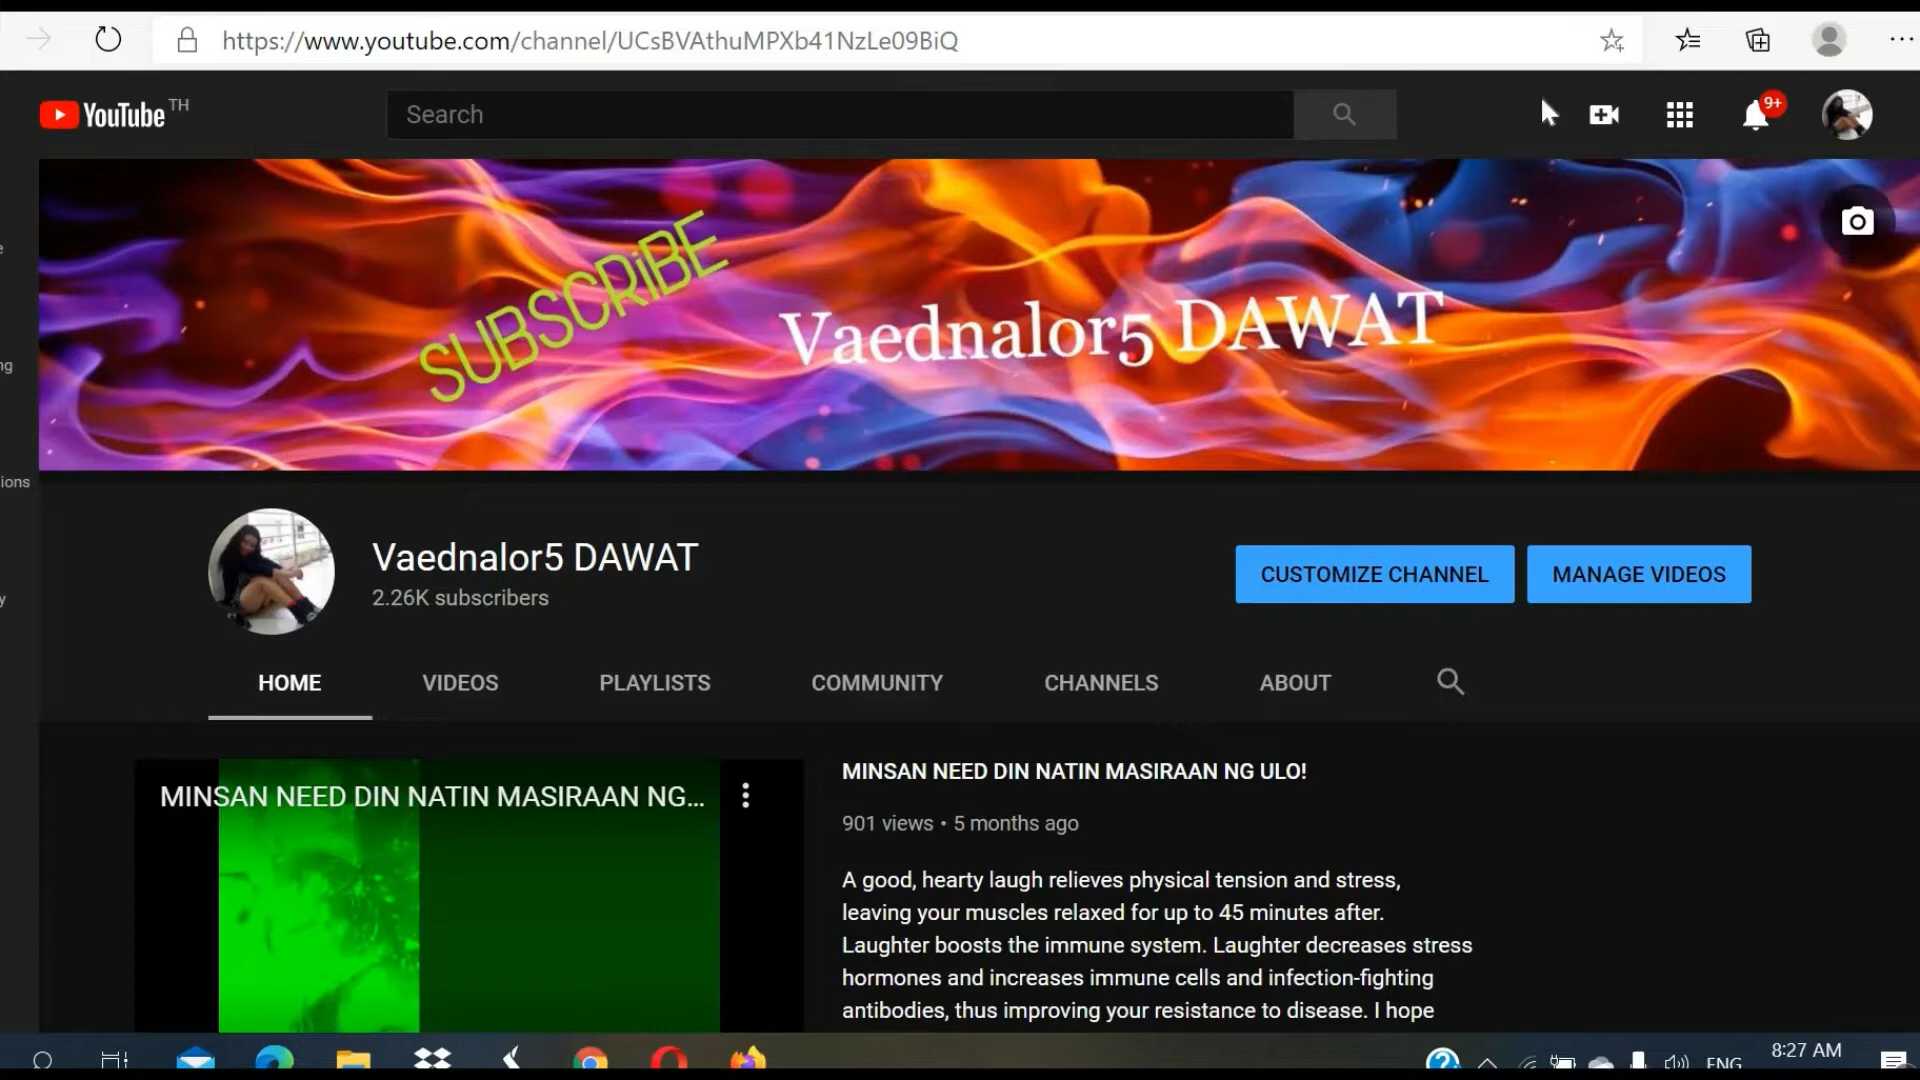 https://www.youtube.com/channel/UCsBVAthuMPXb41NzLe09BiQ
YouTube TH
Search
9+
SUBSCRiBE
Vaednalor5 DAWAT
Vaednalor5 DAWAT
2.26K subscribers
CUSTOMIZE CHANNEL
MANAGE VIDEOS
HOME
VIDEOS
PLAYLISTS
COMMUNITY
CHANNELS
ABOUT
MINSAN NEED DIN NATIN MASIRAAN NG...
MINSAN NEED DIN NATIN MASIRAAN NG ULO!
901 views • 5 months ago
A good, hearty laugh relieves physical tension and stress,
leaving your muscles relaxed for up to 45 minutes after.
Laughter boosts the immune system. Laughter decreases stress
hormones and increases immune cells and infection-fighting
antibodies, thus improving your resistance to disease. I hope
ENG
8:27 AM